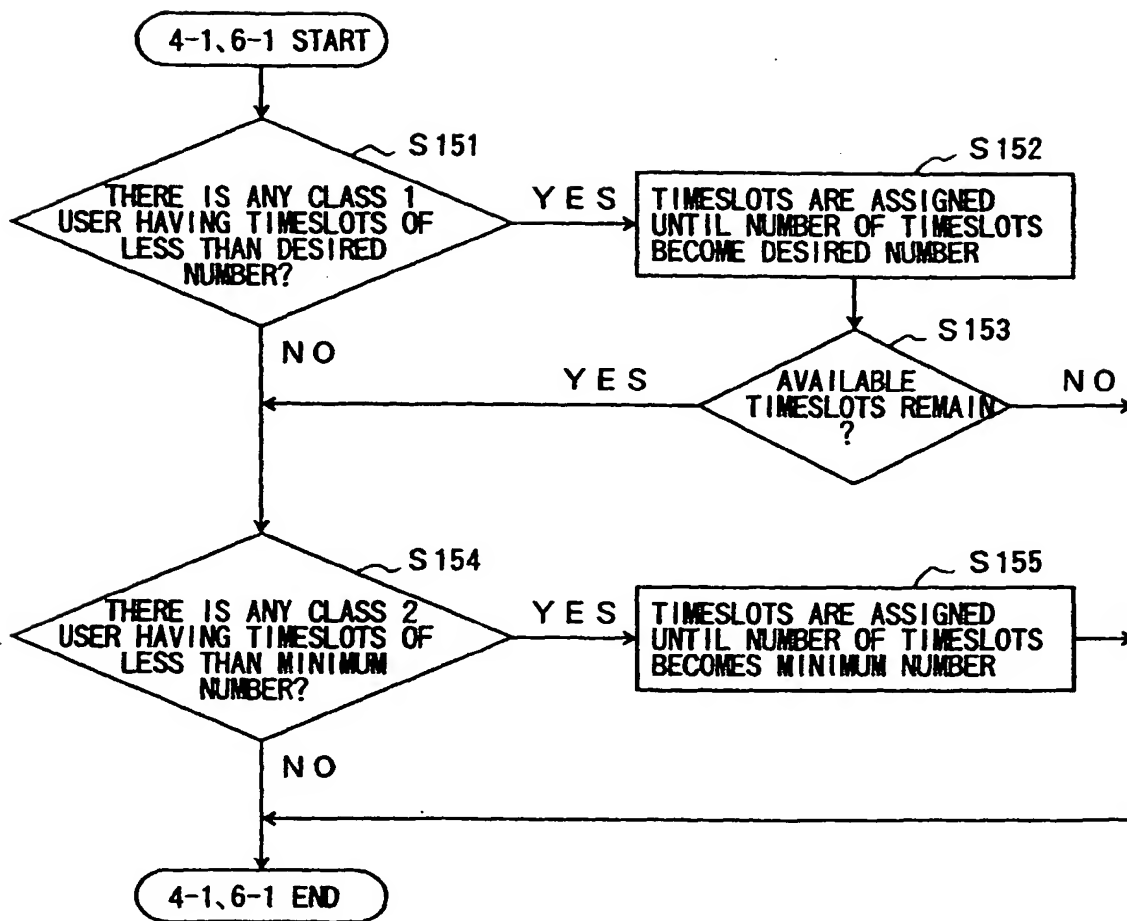 4-1、6-1 START
S151
THERE IS ANY CLASS 1
USER HAVING TIMESLOTS OF
LESS THAN DESIRED
NUMBER?
YES
S152
TIMESLOTS ARE ASSIGNED
UNTIL NUMBER OF TIMESLOTS
BECOME DESIRED NUMBER
NO
S153
AVAILABLE
TIMESLOTS REMAIN
?
YES
NO
S154
THERE IS ANY CLASS 2
USER HAVING TIMESLOTS OF
LESS THAN MINIMUM
NUMBER?
YES
S155
TIMESLOTS ARE ASSIGNED
UNTIL NUMBER OF TIMESLOTS
BECOMES MINIMUM NUMBER
NO
4-1、6-1 END